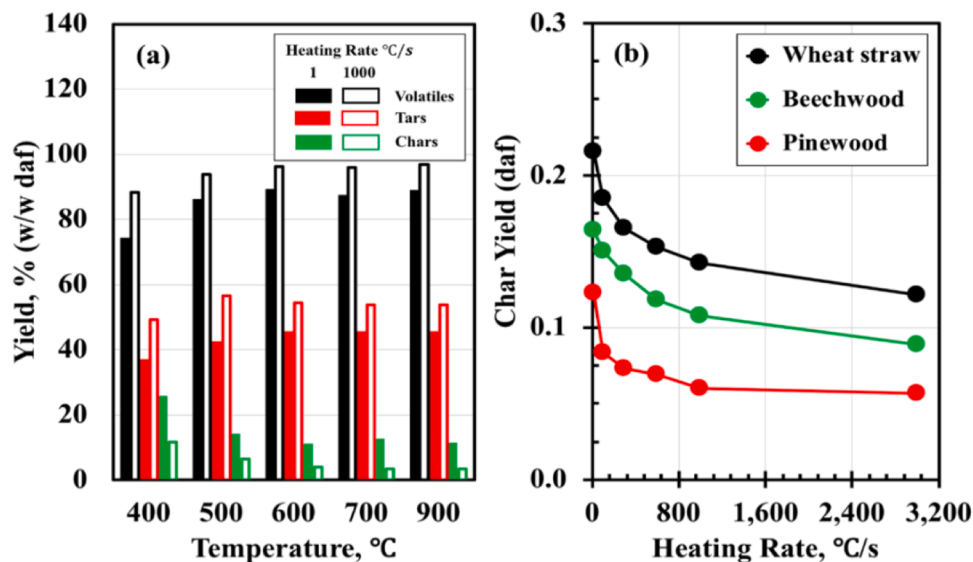 140
120
100
80
60
40
20
0
Yield, % (w/w daf)
(a)
Heating Rate °C/s
1 1000
Volatiles
Tars
Chars
400 500 600 700 900
Temperature, °C
0.3
0.2
0.1
0.0
Char Yield (daf)
(b)
Wheat straw
Beechwood
Pinewood
0 800 1,600 2,400 3,200
Heating Rate, °C/s